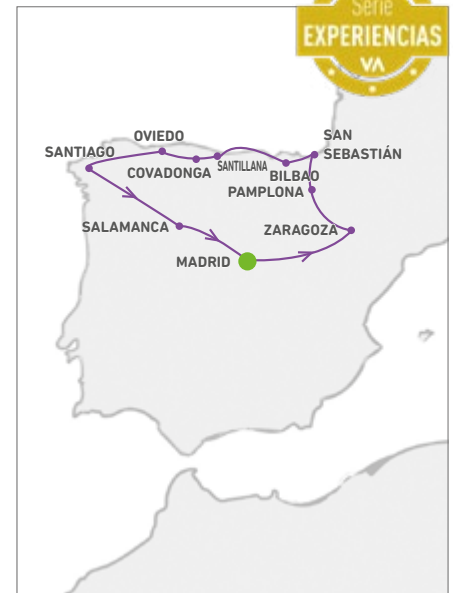 Serie
EXPERIENCIAS
VA
SAN
SEBASTIÁN
OVIEDO
SANTIAGO
COVADONGA
SANTILLANA
BILBAO
PAMPLONA
SALAMANCA
ZARAGOZA
MADRID